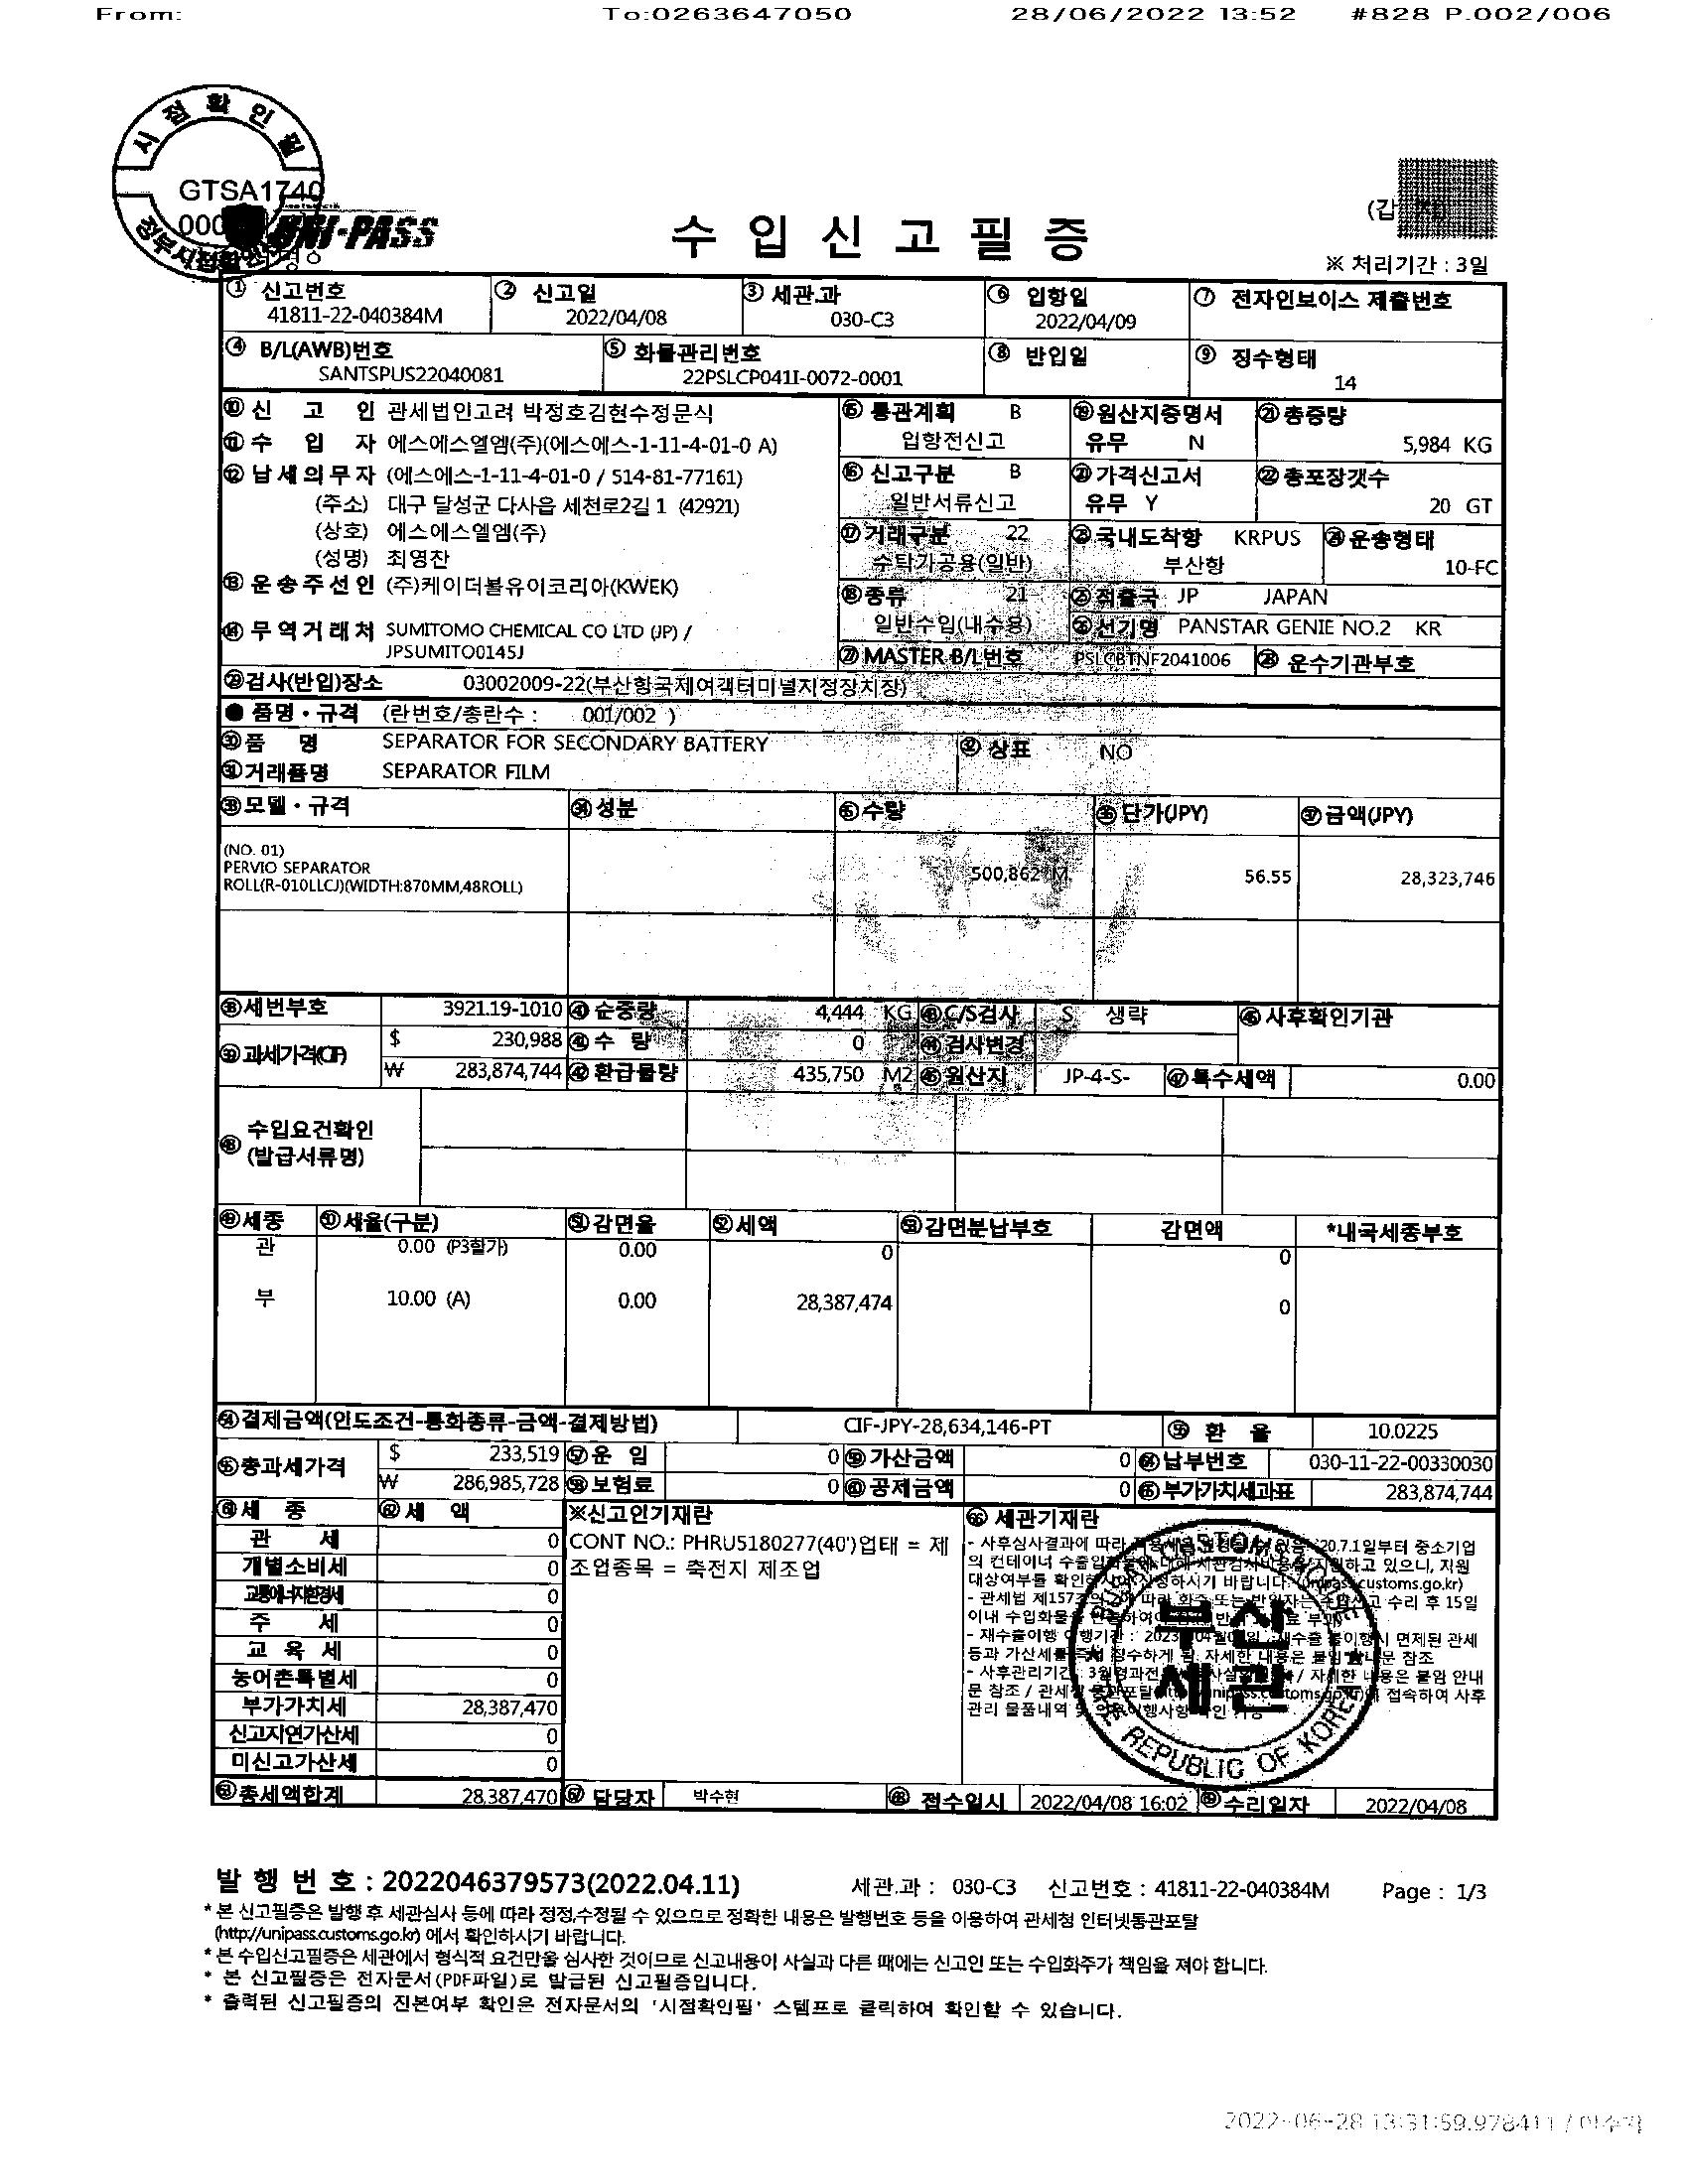 From: To:0263647050 28/06/2022 13:52 #828 P.002/006
시점확인필
GTSA1740
000
UNI-PASS
수 입 신 고 필 증
(갑
※ 처리기간 : 3일
① 신고번호 ② 신고일 ③ 세관.과 ⑥ 입항일 ⑦ 전자인보이스 제출번호
41811-22-040384M 2022/04/08 030-C3 2022/04/09
④ B/L(AWB)번호 ⑤ 화물관리번호 ⑧ 반입일 ⑨ 징수형태
SANTSPUS22040081 22PSLCP041I-0072-0001 14
⑩ 신 고 인 관세법인고려 박정호김현수정문식 ⑮ 통관계획 B ⑲ 원산지증명서 ㉑ 총중량
⑪ 수 입 자 에스에스엘엠(주)(에스에스-1-11-4-01-0 A) 입항전신고 유무 N 5,984 KG
⑫ 납세의무자 (에스에스-1-11-4-01-0 / 514-81-77161) ⑯ 신고구분 B ⑳ 가격신고서 ㉒ 총포장갯수
(주소) 대구 달성군 다사읍 세천로2길 1 (42921) 일반서류신고 유무 Y 20 GT
(상호) 에스에스엘엠(주) ⑰ 거래구분 22 ㉓ 국내도착항 KRPUS ㉔ 운송형태
(성명) 최영찬 수탁가공용(일반) 부산항 10-FC
⑬ 운송주선인 (주)케이더블유이코리아(KWEK) ⑱ 종류 21 ㉕ 적출국 JP JAPAN
⑭ 무역거래처 SUMITOMO CHEMICAL CO LTD (JP) / 일반수입(내수용) ㉖ 선기명 PANSTAR GENIE NO.2 KR
JPSUMITO0145J ㉗ MASTER B/L번호 PSLCBTNF2041006 ㉘ 운수기관부호
㉙ 검사(반입)장소 03002009-22(부산항국제여객터미널지정장치장)
● 품명・규격 (란번호/총란수 : 001/002 )
㉚ 품 명 SEPARATOR FOR SECONDARY BATTERY ㉜ 상표 NO
㉛ 거래품명 SEPARATOR FILM
㉝ 모델・규격 ㉞ 성분 ㉟ 수량 ㊱ 단가(JPY) ㊲ 금액(JPY)
(NO. 01)
PERVIO SEPARATOR
ROLL(R-010LLCJ)(WIDTH:870MM,48ROLL) 500,862 M 56.55 28,323,746
㊳ 세번부호 3921.19-1010 ㊵ 순중량 4,444 KG ㊸ C/S검사 S 생략 ㊻ 사후확인기관
㊴ 과세가격(CIF) $ 230,988 ㊶ 수 량 0 ㊹ 검사변경
₩ 283,874,744 ㊷ 환급물량 435,750 M2 ㊺ 원산지 JP-4-S- ㊼ 특수세액 0.00
㊽ 수입요건확인
(발급서류명)
㊾ 세종 ㊿ 세율(구분) 51 감면율 52 세액 53 감면분납부호 감면액 *내국세종부호
관 0.00 (P3할가) 0.00 0 0
부 10.00 (A) 0.00 28,387,474 0
54 결제금액(인도조건-통화종류-금액-결제방법) CIF-JPY-28,634,146-PT 환 율 10.0225
총과세가격 $ 233,519 57 운 임 0 59 가산금액 0 64 납부번호 030-11-22-00330030
₩ 286,985,728 58 보험료 0 60 공제금액 0 65 부가가치세과표 283,874,744
61 세 종 62 세 액 ※신고인기재란 66 세관기재란
관 세 0 CONT NO.: PHRU5180277(40')업태 = 제
개별소비세 0 조업종목 = 축전지 제조업
교통에너지환경세 0
주 세 0
교 육 세 0
농어촌특별세 0
부가가치세 28,387,470
신고지연가산세 0
미신고가산세 0
- 사후심사결과에 따라 20.7.1일부터 중소기업
의 컨테이너 수출입 지원하고 있으니, 지원
대상여부를 확인 신청하시기 바랍니다. customs.go.kr)
- 관세법 제157조의 2에 따라 화주 또는 반입자는 수입신고 수리 후 15일
이내 수입화물을
- 재수출이행 이행기간 : 재수출 불이행시 면제된 관세
등과 가산세를 즉시 징수하게 됨. 자세한 내용은 붙임 안내문 참조
- 사후관리기간 : 3 / 자세한 내용은 붙임 안내
문 참조 / 관세청 접속하여 사후
관리 물품내역 및
부산
세관
REPUBLIC OF KOREA
63 총세액합계 28,387,470 67 담당자 박수현 68 접수일시 2022/04/08 16:02 69 수리일자 2022/04/08
발 행 번 호 : 2022046379573(2022.04.11) 세관.과 : 030-C3 신고번호 : 41811-22-040384M Page : 1/3
* 본 신고필증은 발행 후 세관심사 등에 따라 정정,수정될 수 있으므로 정확한 내용은 발행번호 등을 이용하여 관세청 인터넷통관포탈
(http://unipass.customs.go.kr) 에서 확인하시기 바랍니다.
* 본 수입신고필증은 세관에서 형식적 요건만을 심사한 것이므로 신고내용이 사실과 다른 때에는 신고인 또는 수입화주가 책임을 져야 합니다.
* 본 신고필증은 전자문서(PDF파일)로 발급된 신고필증입니다.
* 출력된 신고필증의 진본여부 확인은 전자문서의 '시점확인필' 스템프로 클릭하여 확인할 수 있습니다.
2022-06-28 13:31:59.978411 /